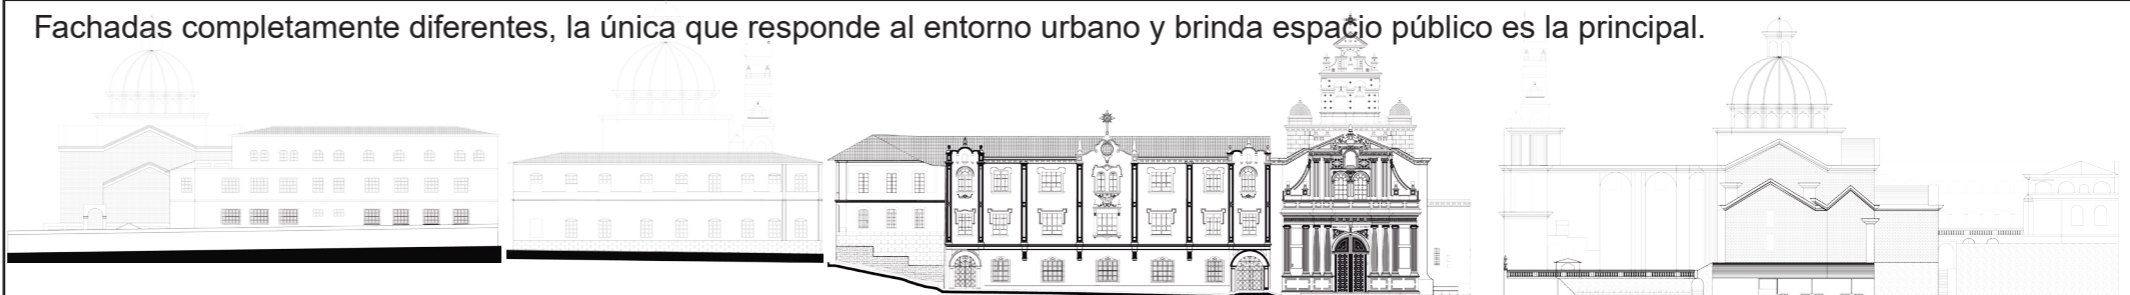 Fachadas completamente diferentes, la única que responde al entorno urbano y brinda espacio público es la principal.